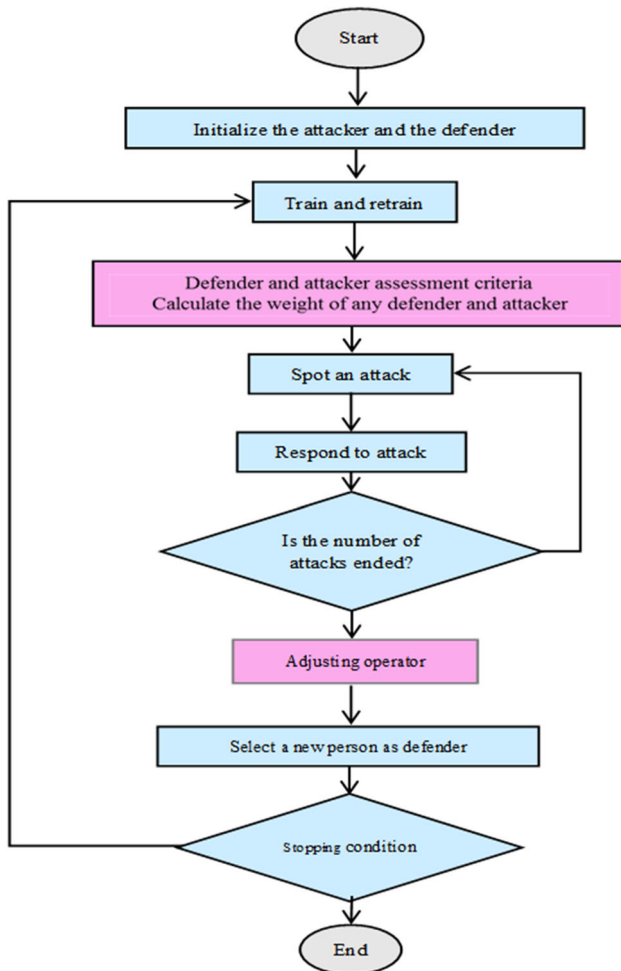 Start
Initialize the attacker and the defender
Train and retrain
Defender and attacker assessment criteria
Calculate the weight of any defender and attacker
Spot an attack
Respond to attack
Is the number of
attacks ended?
Adjusting operator
Select a new person as defender
Stopping condition
End